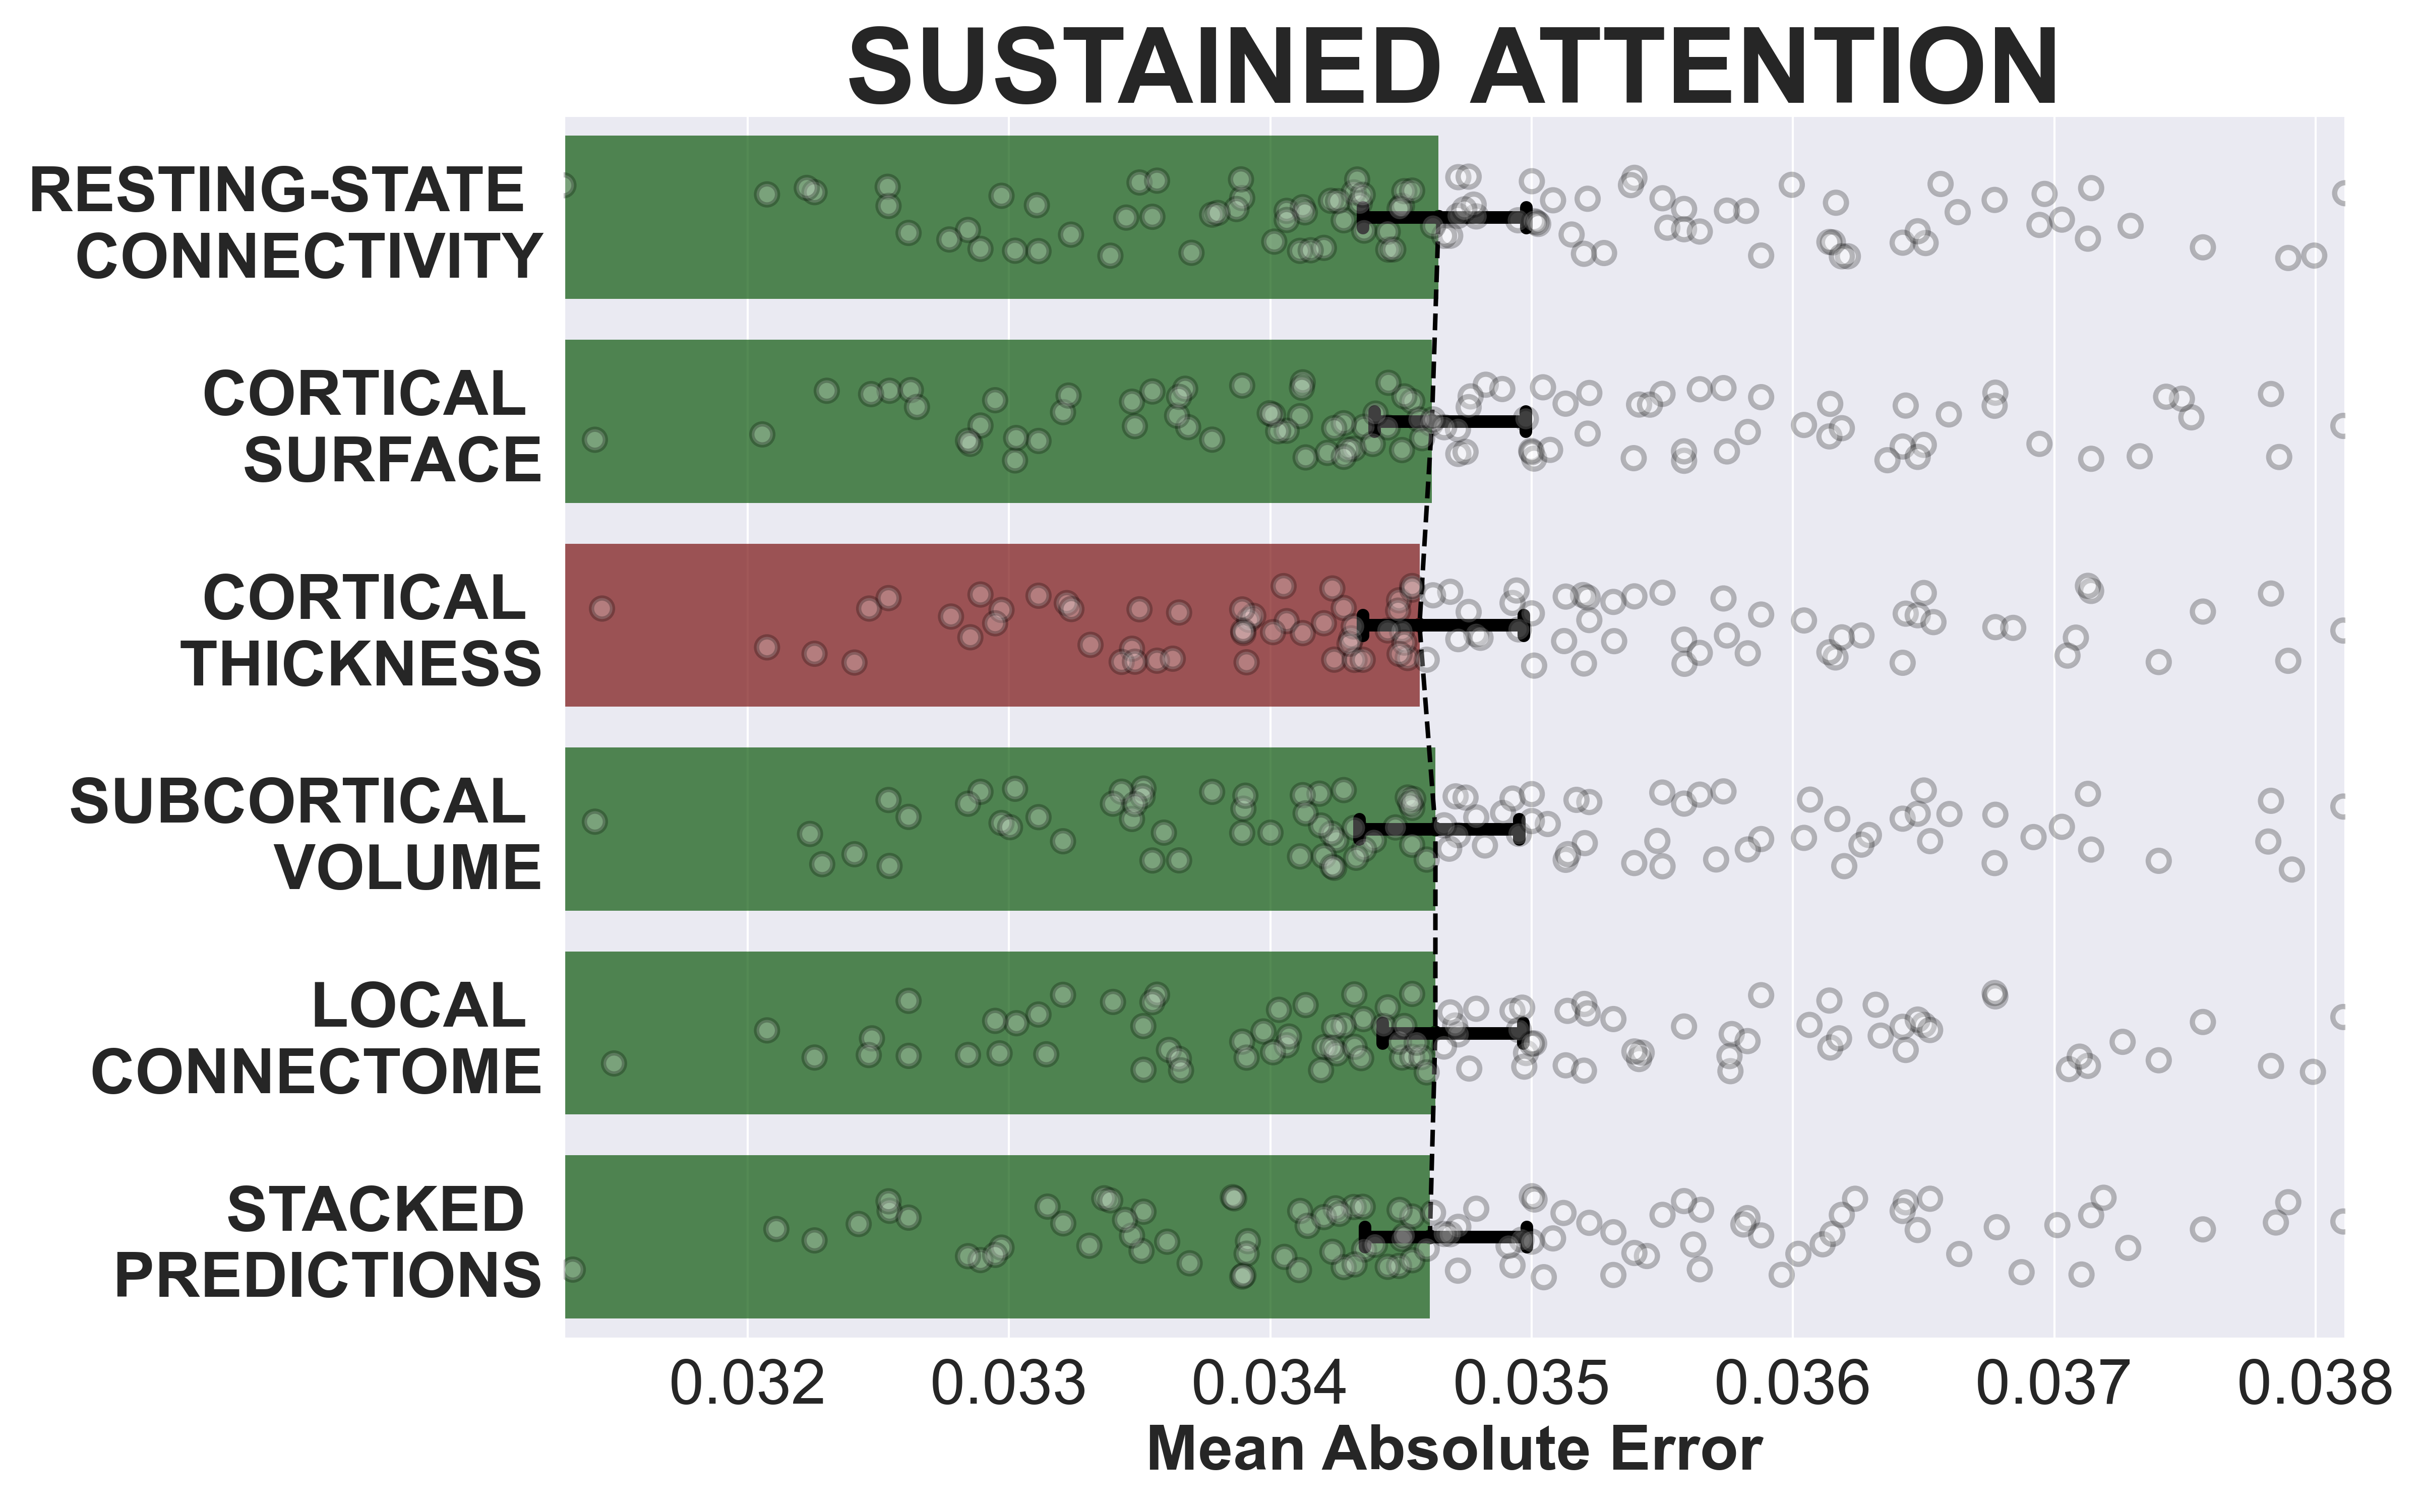 SUSTAINED ATTENTION
RESTING-STATE
CONNECTIVITY
CORTICAL
SURFACE
CORTICAL
THICKNESS
SUBCORTICAL
VOLUME
LOCAL
CONNECTOME
STACKED
PREDICTIONS
0.032 0.033 0.034 0.035 0.036 0.037 0.038
Mean Absolute Error